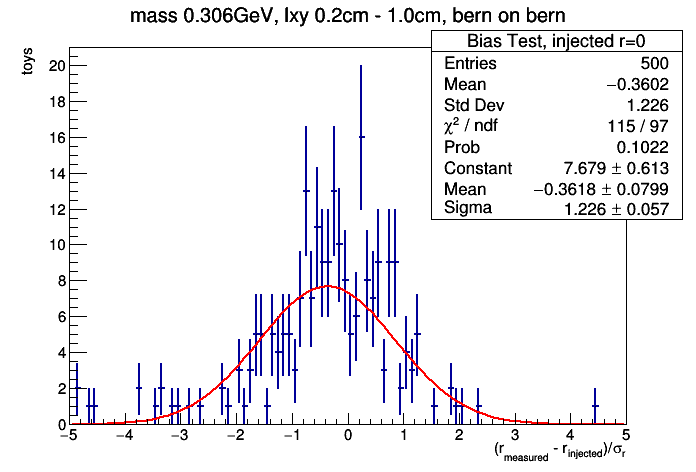 mass 0.306GeV, lxy 0.2cm - 1.0cm, bern on bern
toys
Bias Test, injected r=0
Entries 500
Mean −0.3602
Std Dev 1.226
χ² / ndf 115 / 97
Prob 0.1022
Constant 7.679 ± 0.613
Mean −0.3618 ± 0.0799
Sigma 1.226 ± 0.057
20
18
16
14
12
10
8
6
4
2
0
−5 −4 −3 −2 −1 0 1 2 3 4 5
(r_measured - r_injected)/σ_r